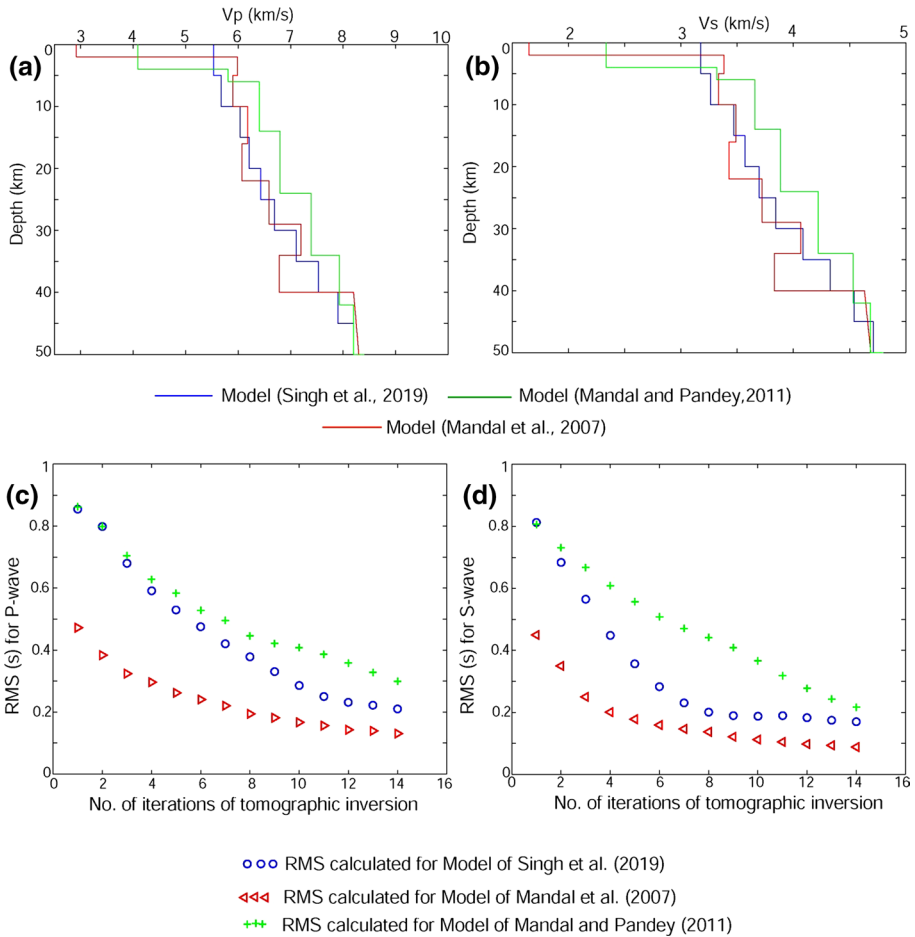 Vp (km/s)
3 4 5 6 7 8 9 10
(a)
0
10
20
30
40
50
Depth (km)
Vs (km/s)
2 3 4 5
(b)
0
10
20
30
40
50
Depth (km)
Model (Singh et al., 2019)
Model (Mandal and Pandey,2011)
Model (Mandal et al., 2007)
(c)
1
0.8
0.6
0.4
0.2
0
RMS (s) for P-wave
0 2 4 6 8 10 12 14 16
No. of iterations of tomographic inversion
(d)
1
0.8
0.6
0.4
0.2
0
RMS (s) for S-wave
0 2 4 6 8 10 12 14 16
No. of iterations of tomographic inversion
RMS calculated for Model of Singh et al. (2019)
RMS calculated for Model of Mandal et al. (2007)
RMS calculated for Model of Mandal and Pandey (2011)